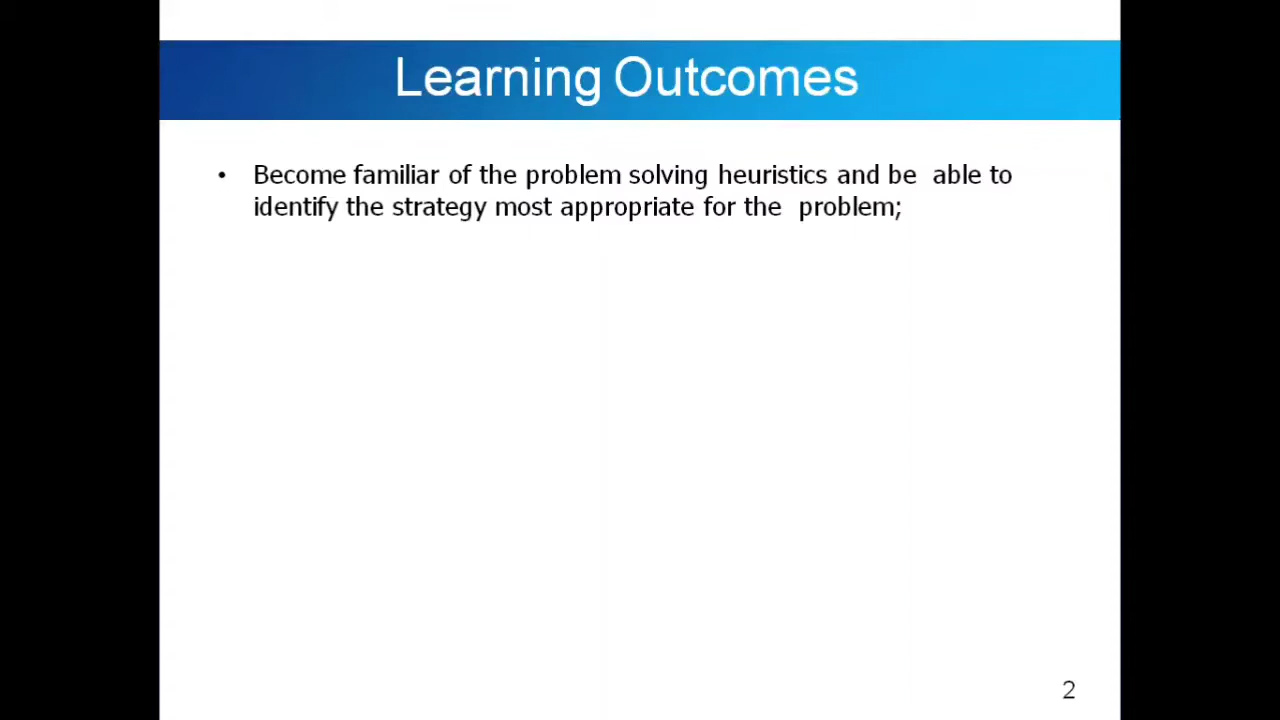 Learning Outcomes
• Become familiar of the problem solving heuristics and be  able to
identify the strategy most appropriate for the  problem;
2